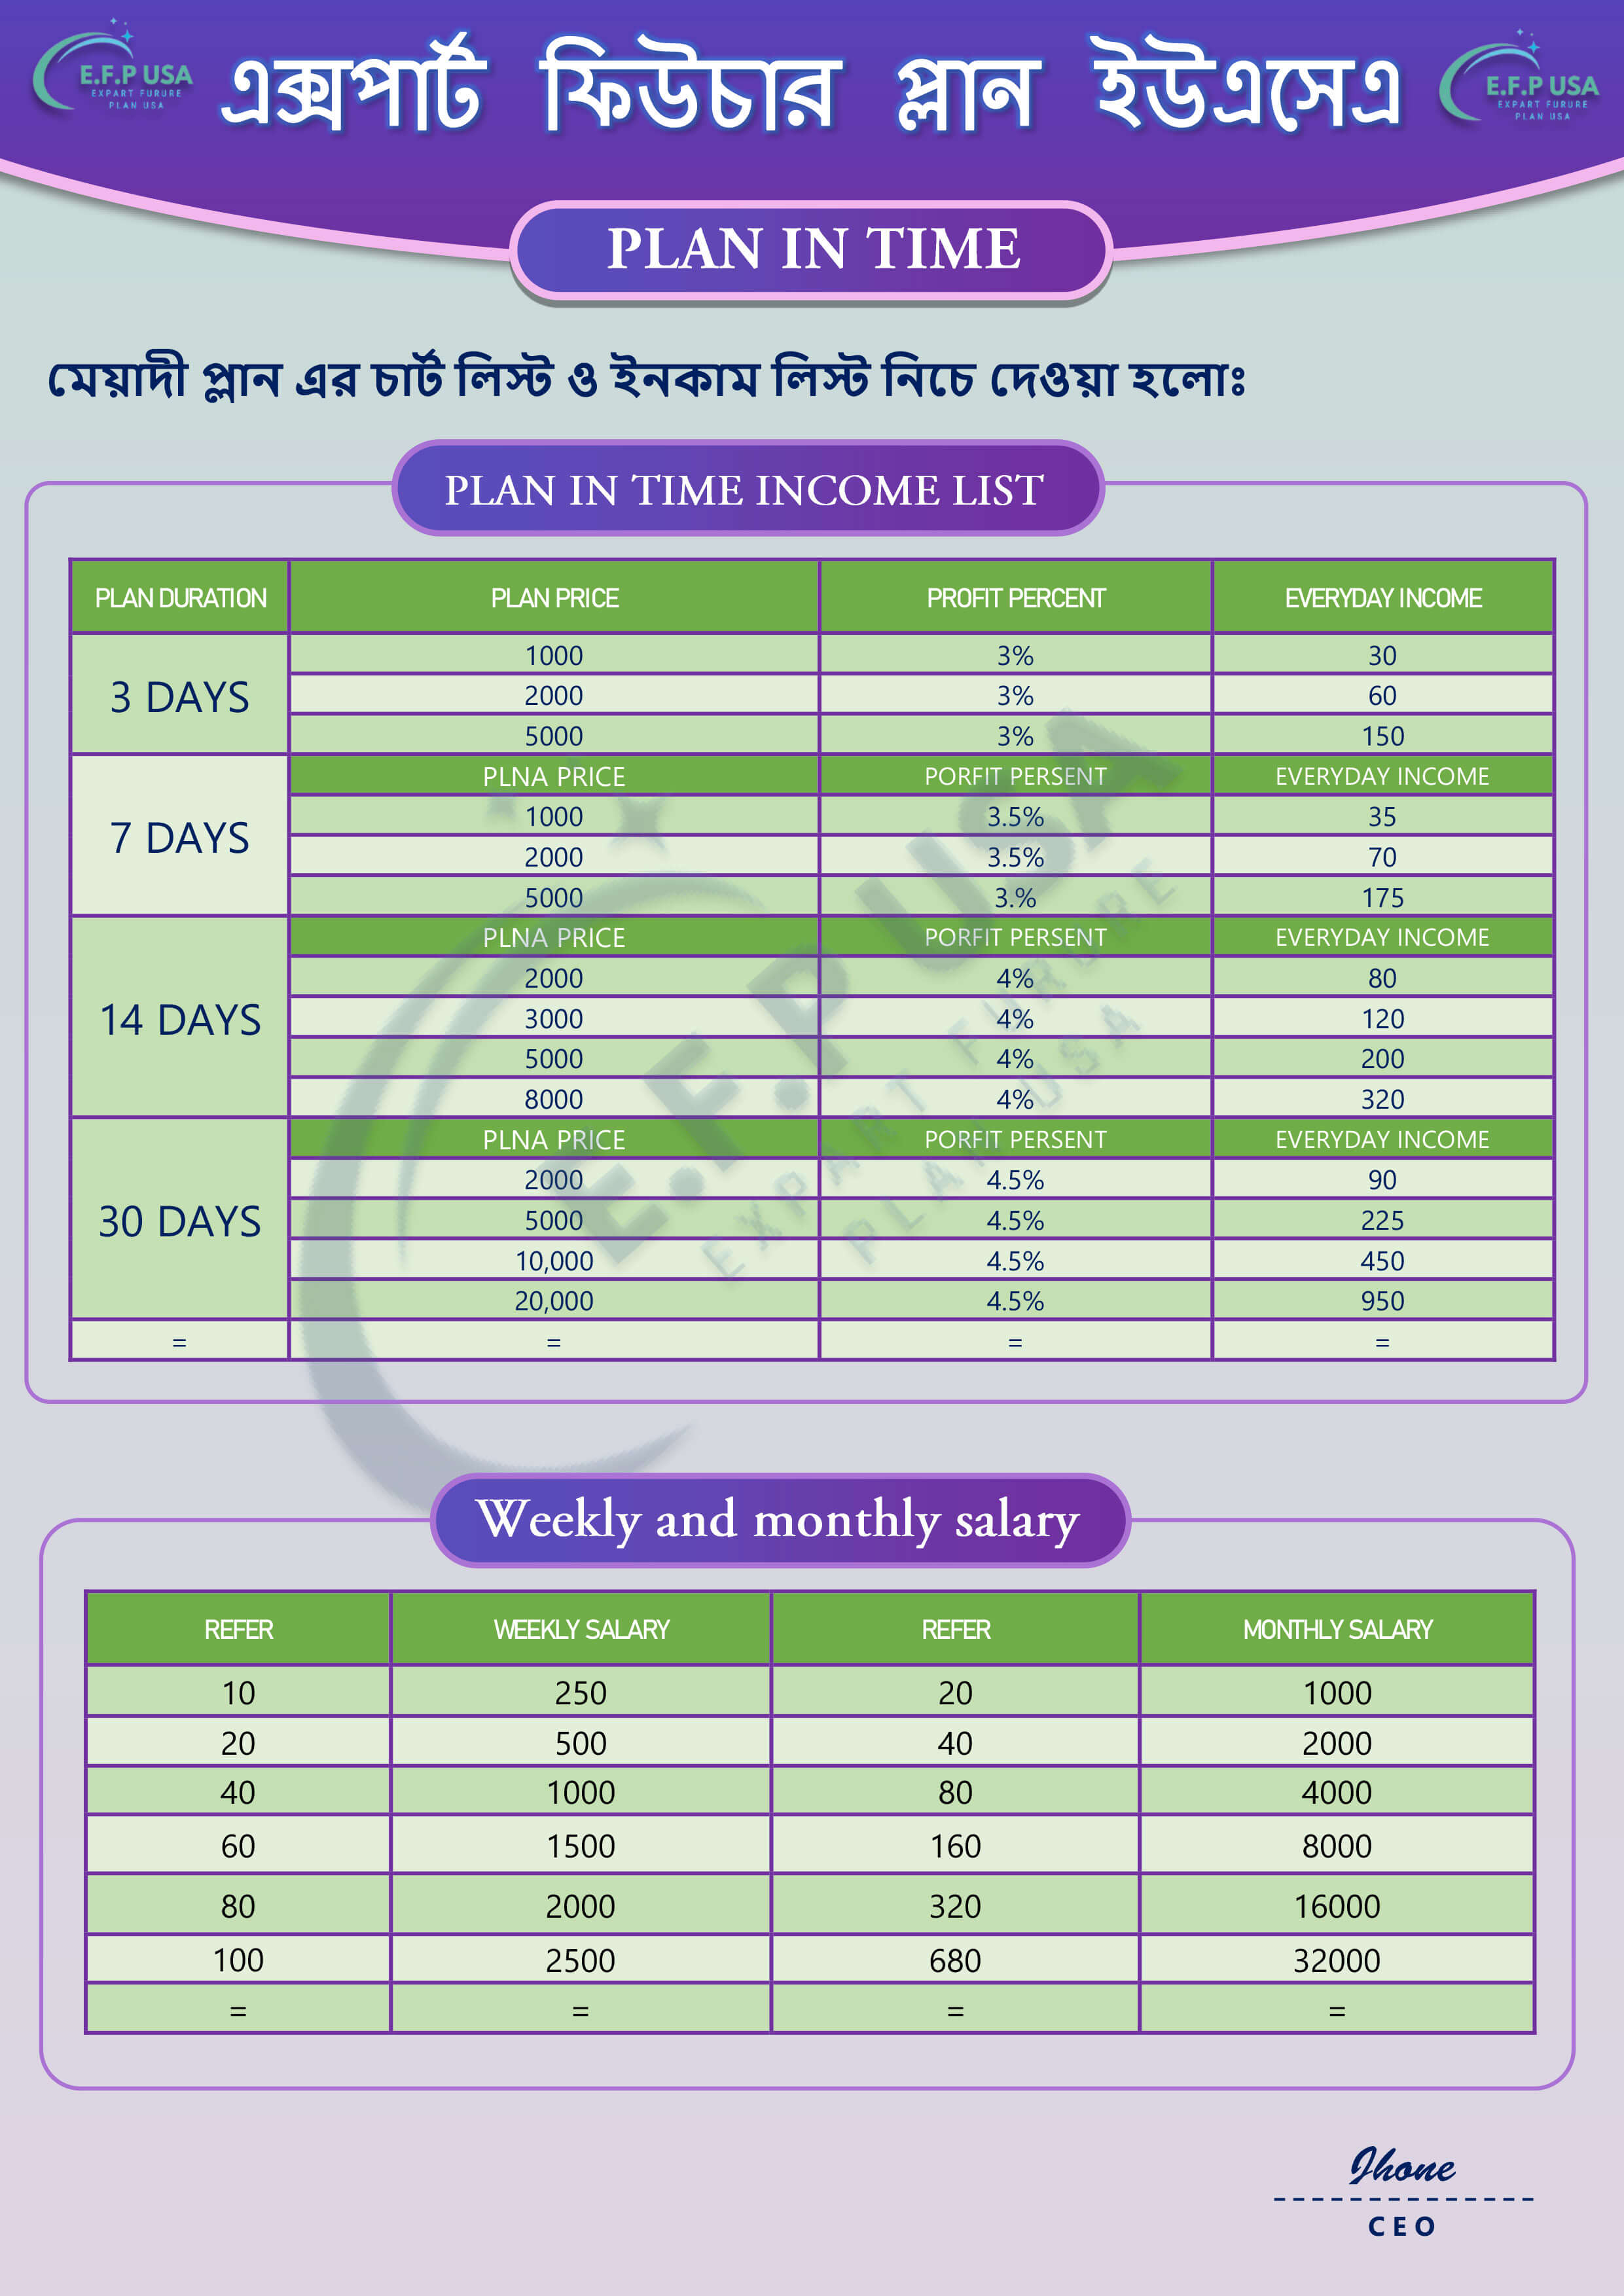 E.F.P USA
EXPART FURURE
PLAN USA
এক্সপার্ট ফিউচার প্লান ইউএসেএ
E.F.P USA
EXPART FURURE
PLAN USA
PLAN IN TIME
মেয়াদী প্লান এর চার্ট লিস্ট ও ইনকাম লিস্ট নিচে দেওয়া হলোঃ
PLAN IN TIME INCOME LIST
PLAN DURATION PLAN PRICE PROFIT PERCENT EVERYDAY INCOME
3 DAYS
1000 3% 30
2000 3% 60
5000 3% 150
7 DAYS
PLNA PRICE PORFIT PERSENT EVERYDAY INCOME
1000 3.5% 35
2000 3.5% 70
5000 3.% 175
14 DAYS
PLNA PRICE PORFIT PERSENT EVERYDAY INCOME
2000 4% 80
3000 4% 120
5000 4% 200
8000 4% 320
30 DAYS
PLNA PRICE PORFIT PERSENT EVERYDAY INCOME
2000 4.5% 90
5000 4.5% 225
10,000 4.5% 450
20,000 4.5% 950
= = = =
E.F.P USA
EXPART FURURE
PLAN USA
Weekly and monthly salary
REFER WEEKLY SALARY REFER MONTHLY SALARY
10 250 20 1000
20 500 40 2000
40 1000 80 4000
60 1500 160 8000
80 2000 320 16000
100 2500 680 32000
= = = =
Jhone
CEO